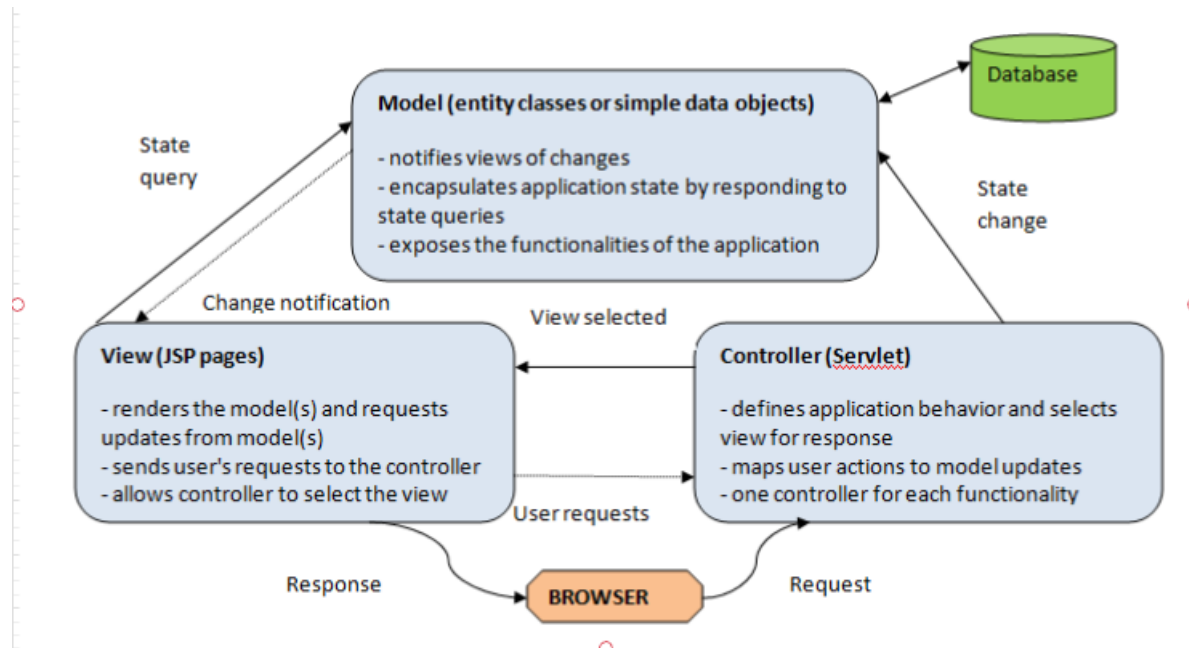 Database
Model (entity classes or simple data objects)
- notifies views of changes
- encapsulates application state by responding to
state queries
- exposes the functionalities of the application
State
query
State
change
Change notification
View selected
View (JSP pages)
- renders the model(s) and requests
updates from model(s)
- sends user's requests to the controller
- allows controller to select the view
Controller (Servlet)
- defines application behavior and selects
view for response
- maps user actions to model updates
- one controller for each functionality
User requests
Response
BROWSER
Request